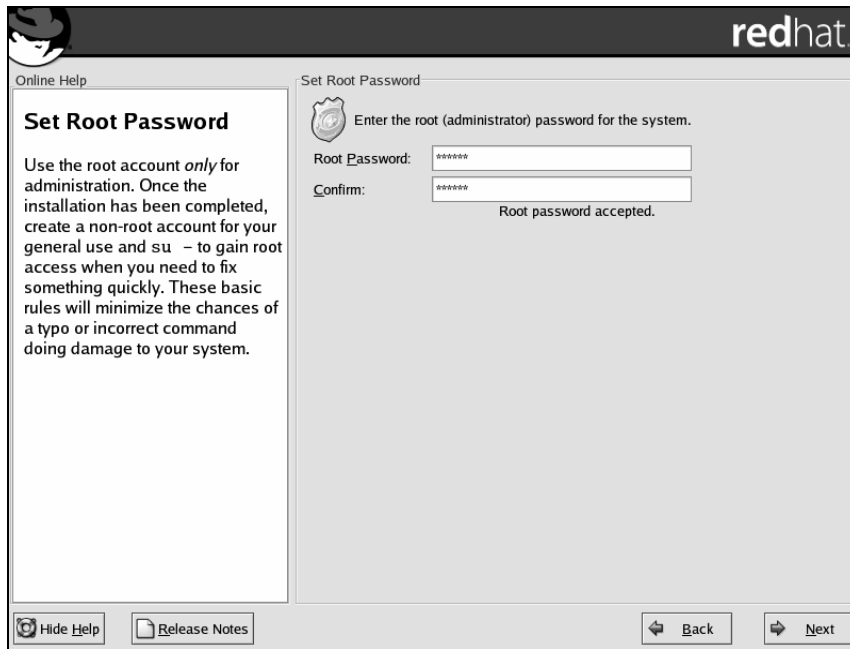 redhat.
Online Help
Set Root Password
Use the root account only for
administration. Once the
installation has been completed,
create a non-root account for your
general use and su - to gain root
access when you need to fix
something quickly. These basic
rules will minimize the chances of
a typo or incorrect command
doing damage to your system.
Set Root Password
Enter the root (administrator) password for the system.
Root Password: ******
Confirm: ******
Root password accepted.
Hide Help
Release Notes
Back
Next